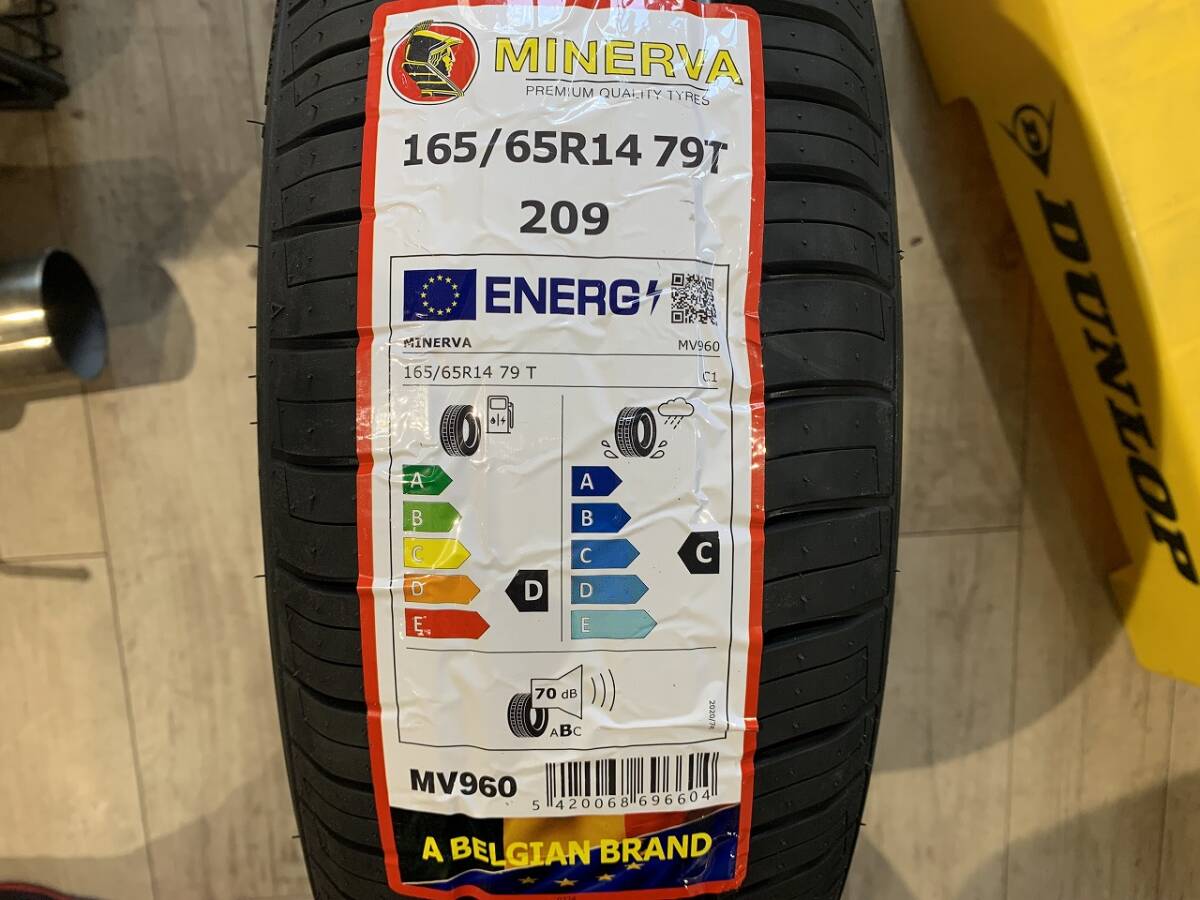 MINERVA
PREMIUM QUALITY TYRES
165/65R14 79T
209
ENERG
MINERVA MV960
165/65R14 79 T C1
A A
B B
C C C
D D D
E E
70 dB
ABC
MV960
5 420068 696604
A BELGIAN BRAND
DUNLOP